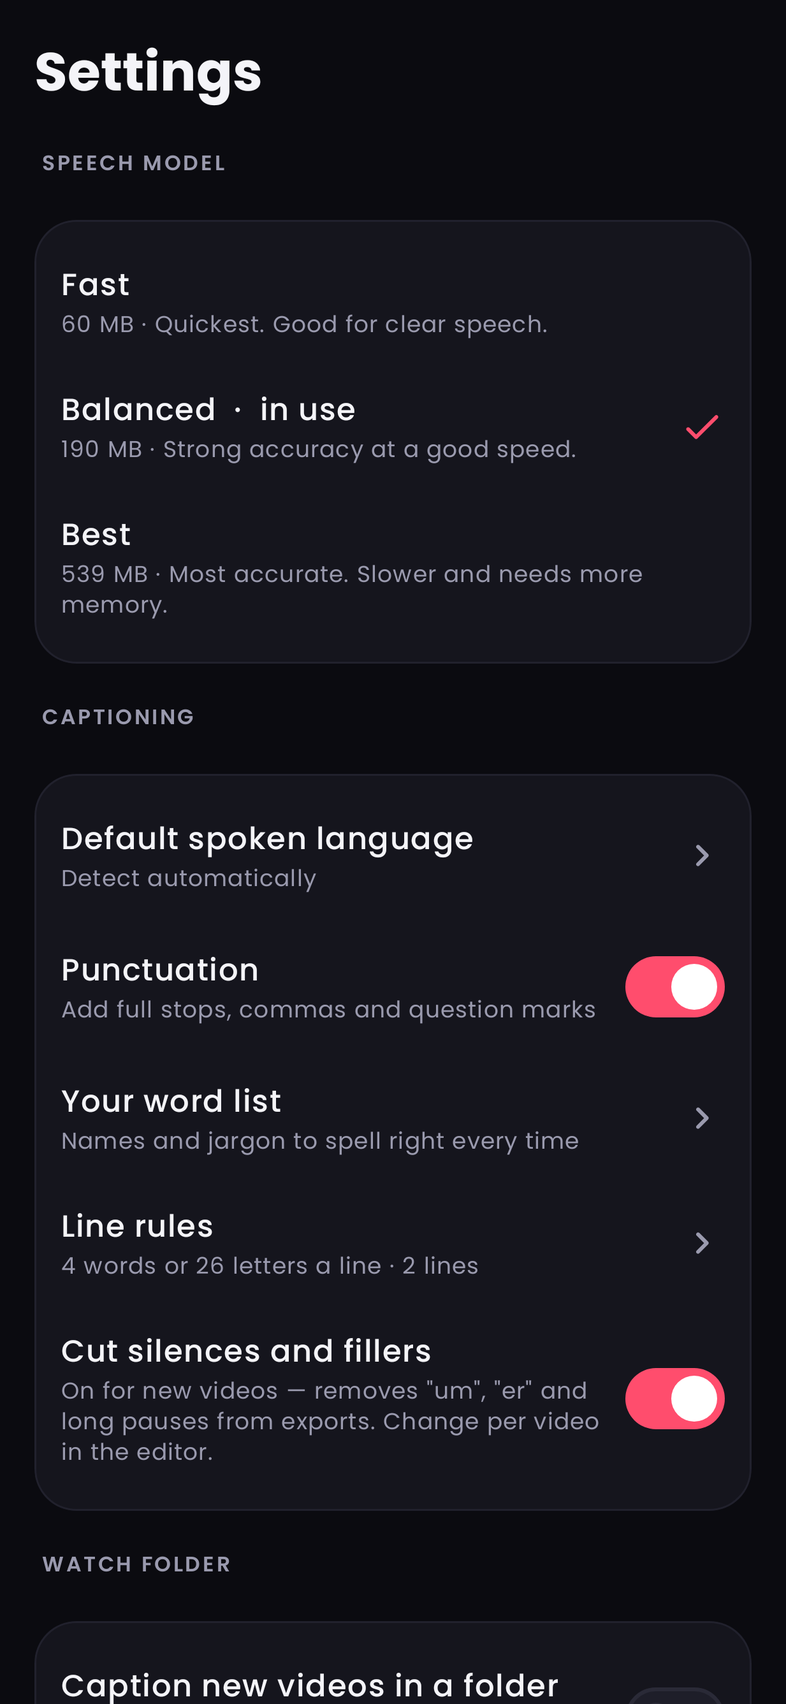 Settings
SPEECH MODEL
Fast
60 MB · Quickest. Good for clear speech.
Balanced · in use
190 MB · Strong accuracy at a good speed.
Best
539 MB · Most accurate. Slower and needs more
memory.
CAPTIONING
Default spoken language
Detect automatically
Punctuation
Add full stops, commas and question marks
Your word list
Names and jargon to spell right every time
Line rules
4 words or 26 letters a line · 2 lines
Cut silences and fillers
On for new videos — removes "um", "er" and
long pauses from exports. Change per video
in the editor.
WATCH FOLDER
Caption new videos in a folder